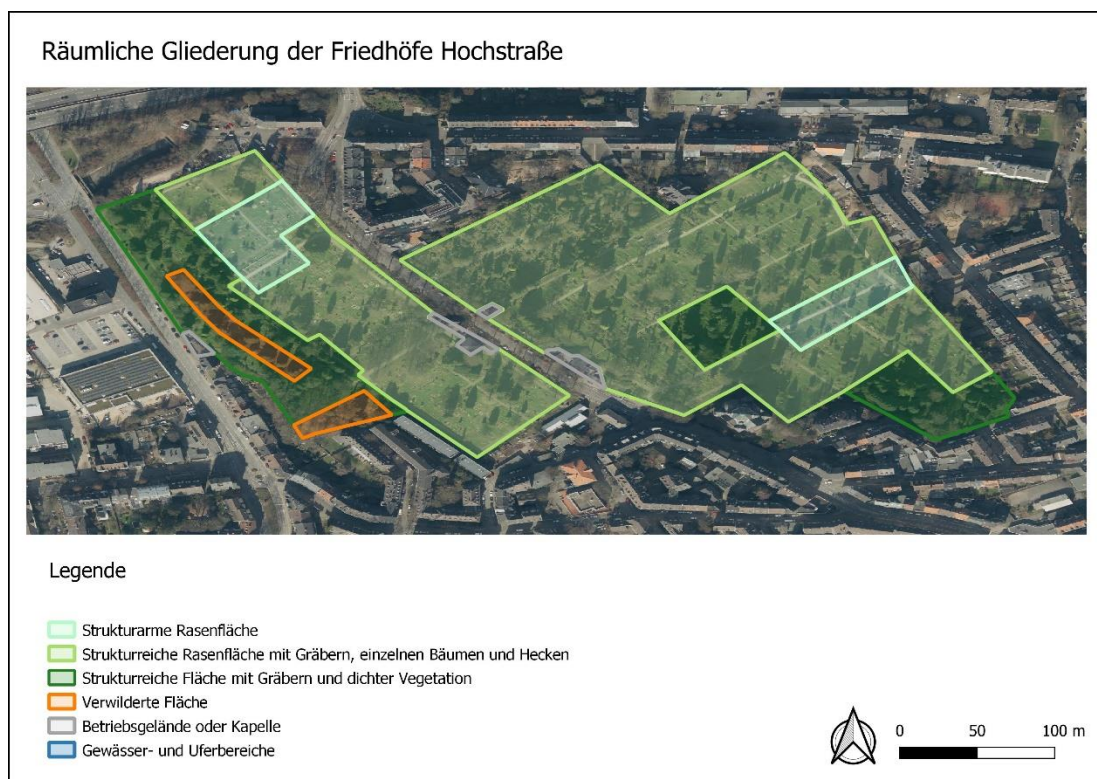 Räumliche Gliederung der Friedhöfe Hochstraße
Legende
Strukturarme Rasenfläche
Strukturreiche Rasenfläche mit Gräbern, einzelnen Bäumen und Hecken
Strukturreiche Fläche mit Gräbern und dichter Vegetation
Verwilderte Fläche
Betriebsgelände oder Kapelle
Gewässer- und Uferbereiche
0 50 100 m